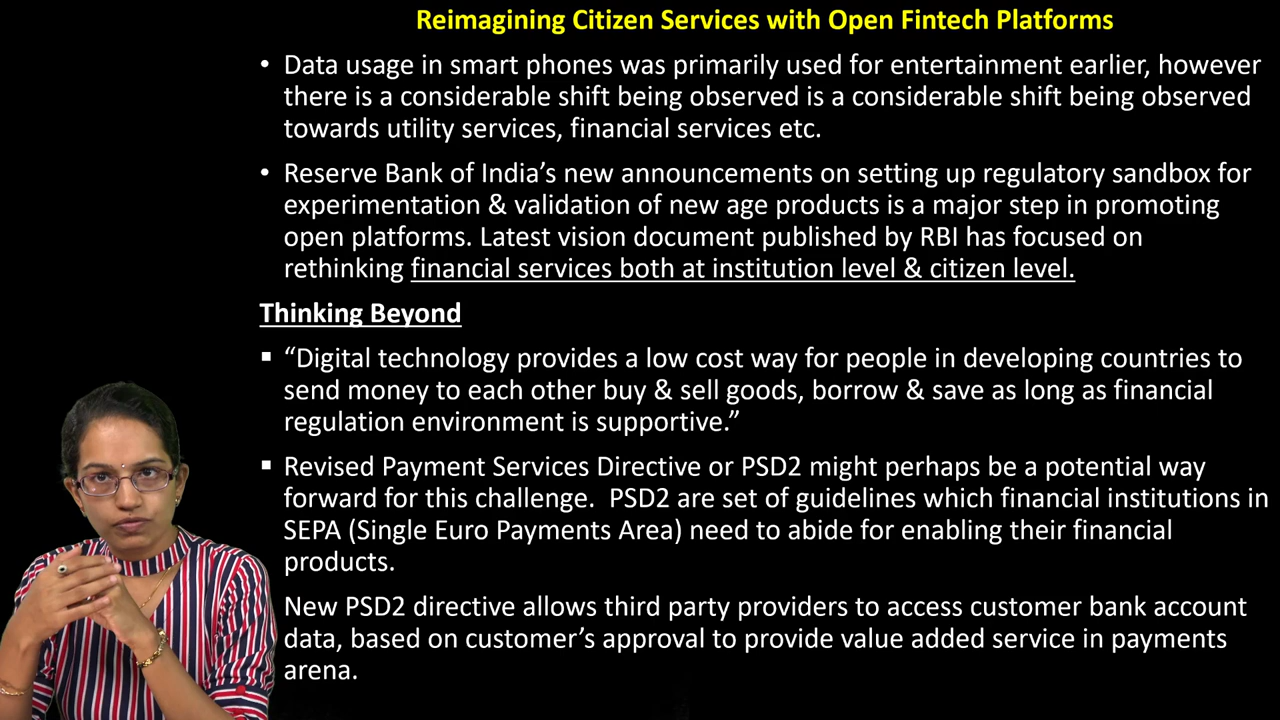 Reimagining Citizen Services with Open Fintech Platforms
• Data usage in smart phones was primarily used for entertainment earlier, however
there is a considerable shift being observed is a considerable shift being observed
towards utility services, financial services etc.
• Reserve Bank of India's new announcements on setting up regulatory sandbox for
experimentation & validation of new age products is a major step in promoting
open platforms. Latest vision document published by RBI has focused on
rethinking financial services both at institution level & citizen level.
Thinking Beyond
▪ “Digital technology provides a low cost way for people in developing countries to
send money to each other buy & sell goods, borrow & save as long as financial
regulation environment is supportive.”
▪ Revised Payment Services Directive or PSD2 might perhaps be a potential way
forward for this challenge. PSD2 are set of guidelines which financial institutions in
SEPA (Single Euro Payments Area) need to abide for enabling their financial
products.
New PSD2 directive allows third party providers to access customer bank account
data, based on customer's approval to provide value added service in payments
arena.